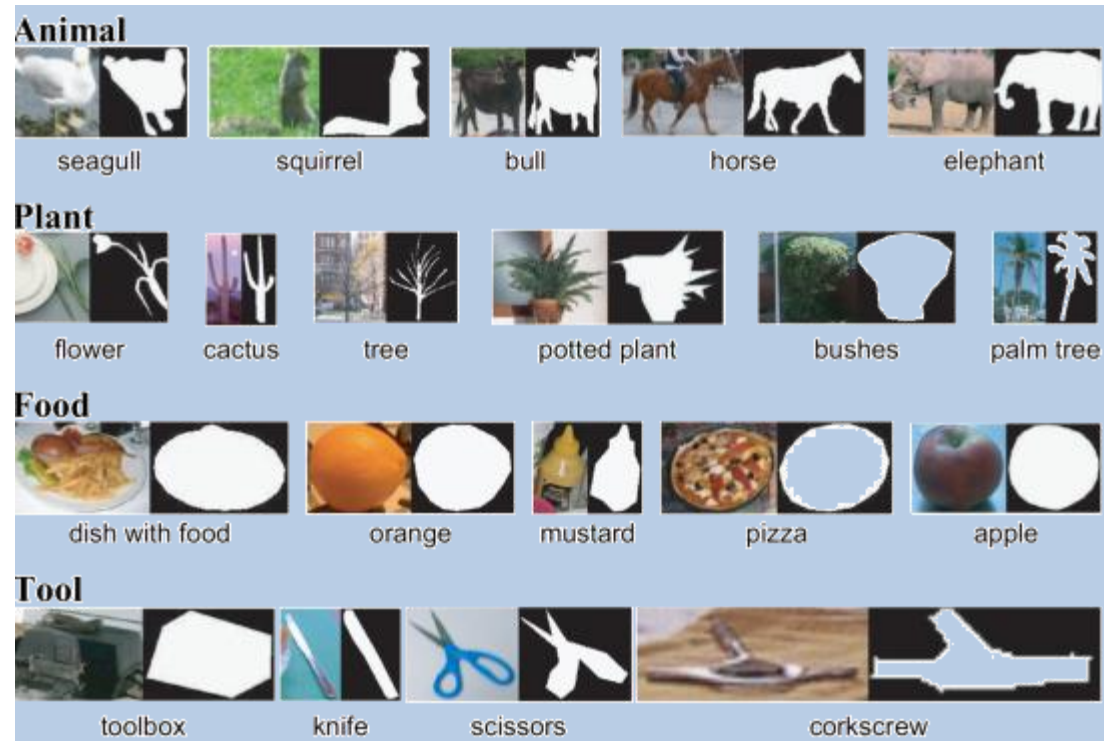 Animal
seagull squirrel bull horse elephant
Plant
flower cactus tree potted plant bushes palm tree
Food
dish with food orange mustard pizza apple
Tool
toolbox knife scissors corkscrew